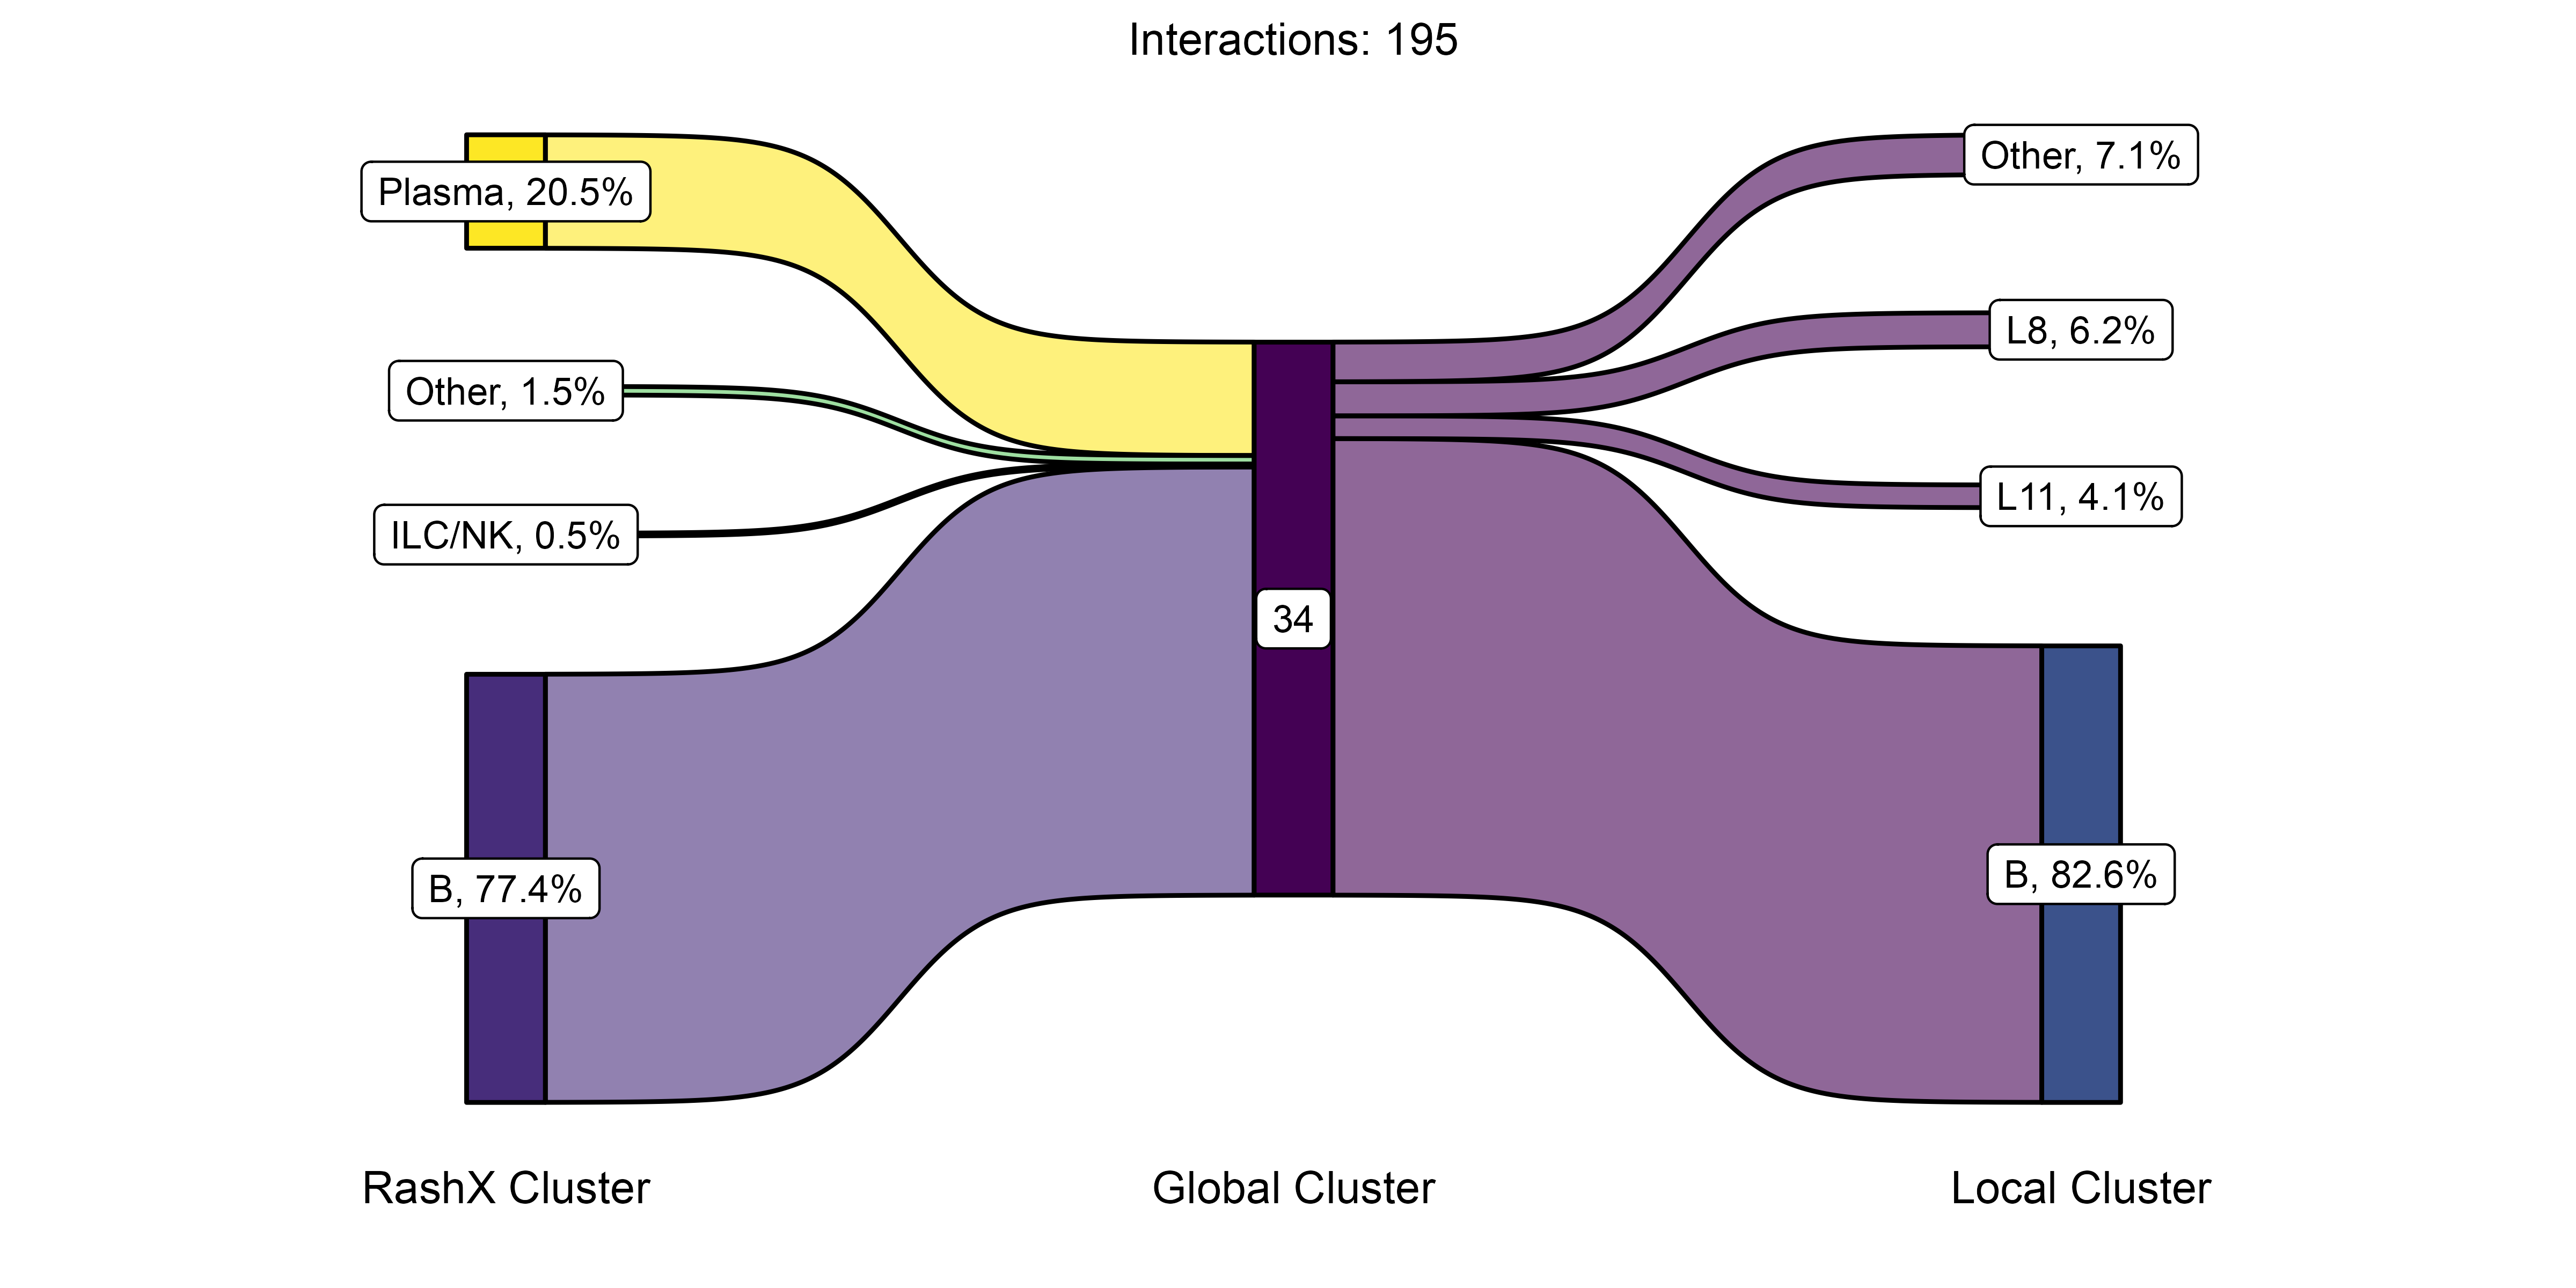 Interactions: 195
Plasma, 20.5%
Other, 1.5%
ILC/NK, 0.5%
B, 77.4%
34
Other, 7.1%
L8, 6.2%
L11, 4.1%
B, 82.6%
RashX Cluster
Global Cluster
Local Cluster